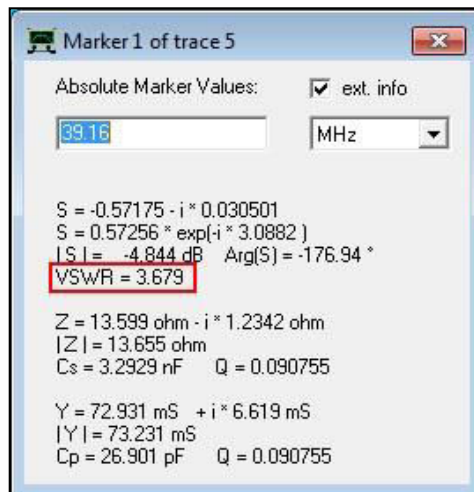 Marker 1 of trace 5
Absolute Marker Values:
ext. info
39.16
MHz
S = -0.57175 - i * 0.030501
S = 0.57256 * exp(-i * 3.0882 )
| S | = -4.844 dB Arg(S) = -176.94 °
VSWR = 3.679
Z = 13.599 ohm - i * 1.2342 ohm
| Z | = 13.655 ohm
Cs = 3.2929 nF Q = 0.090755
Y = 72.931 mS + i * 6.619 mS
| Y | = 73.231 mS
Cp = 26.901 pF Q = 0.090755